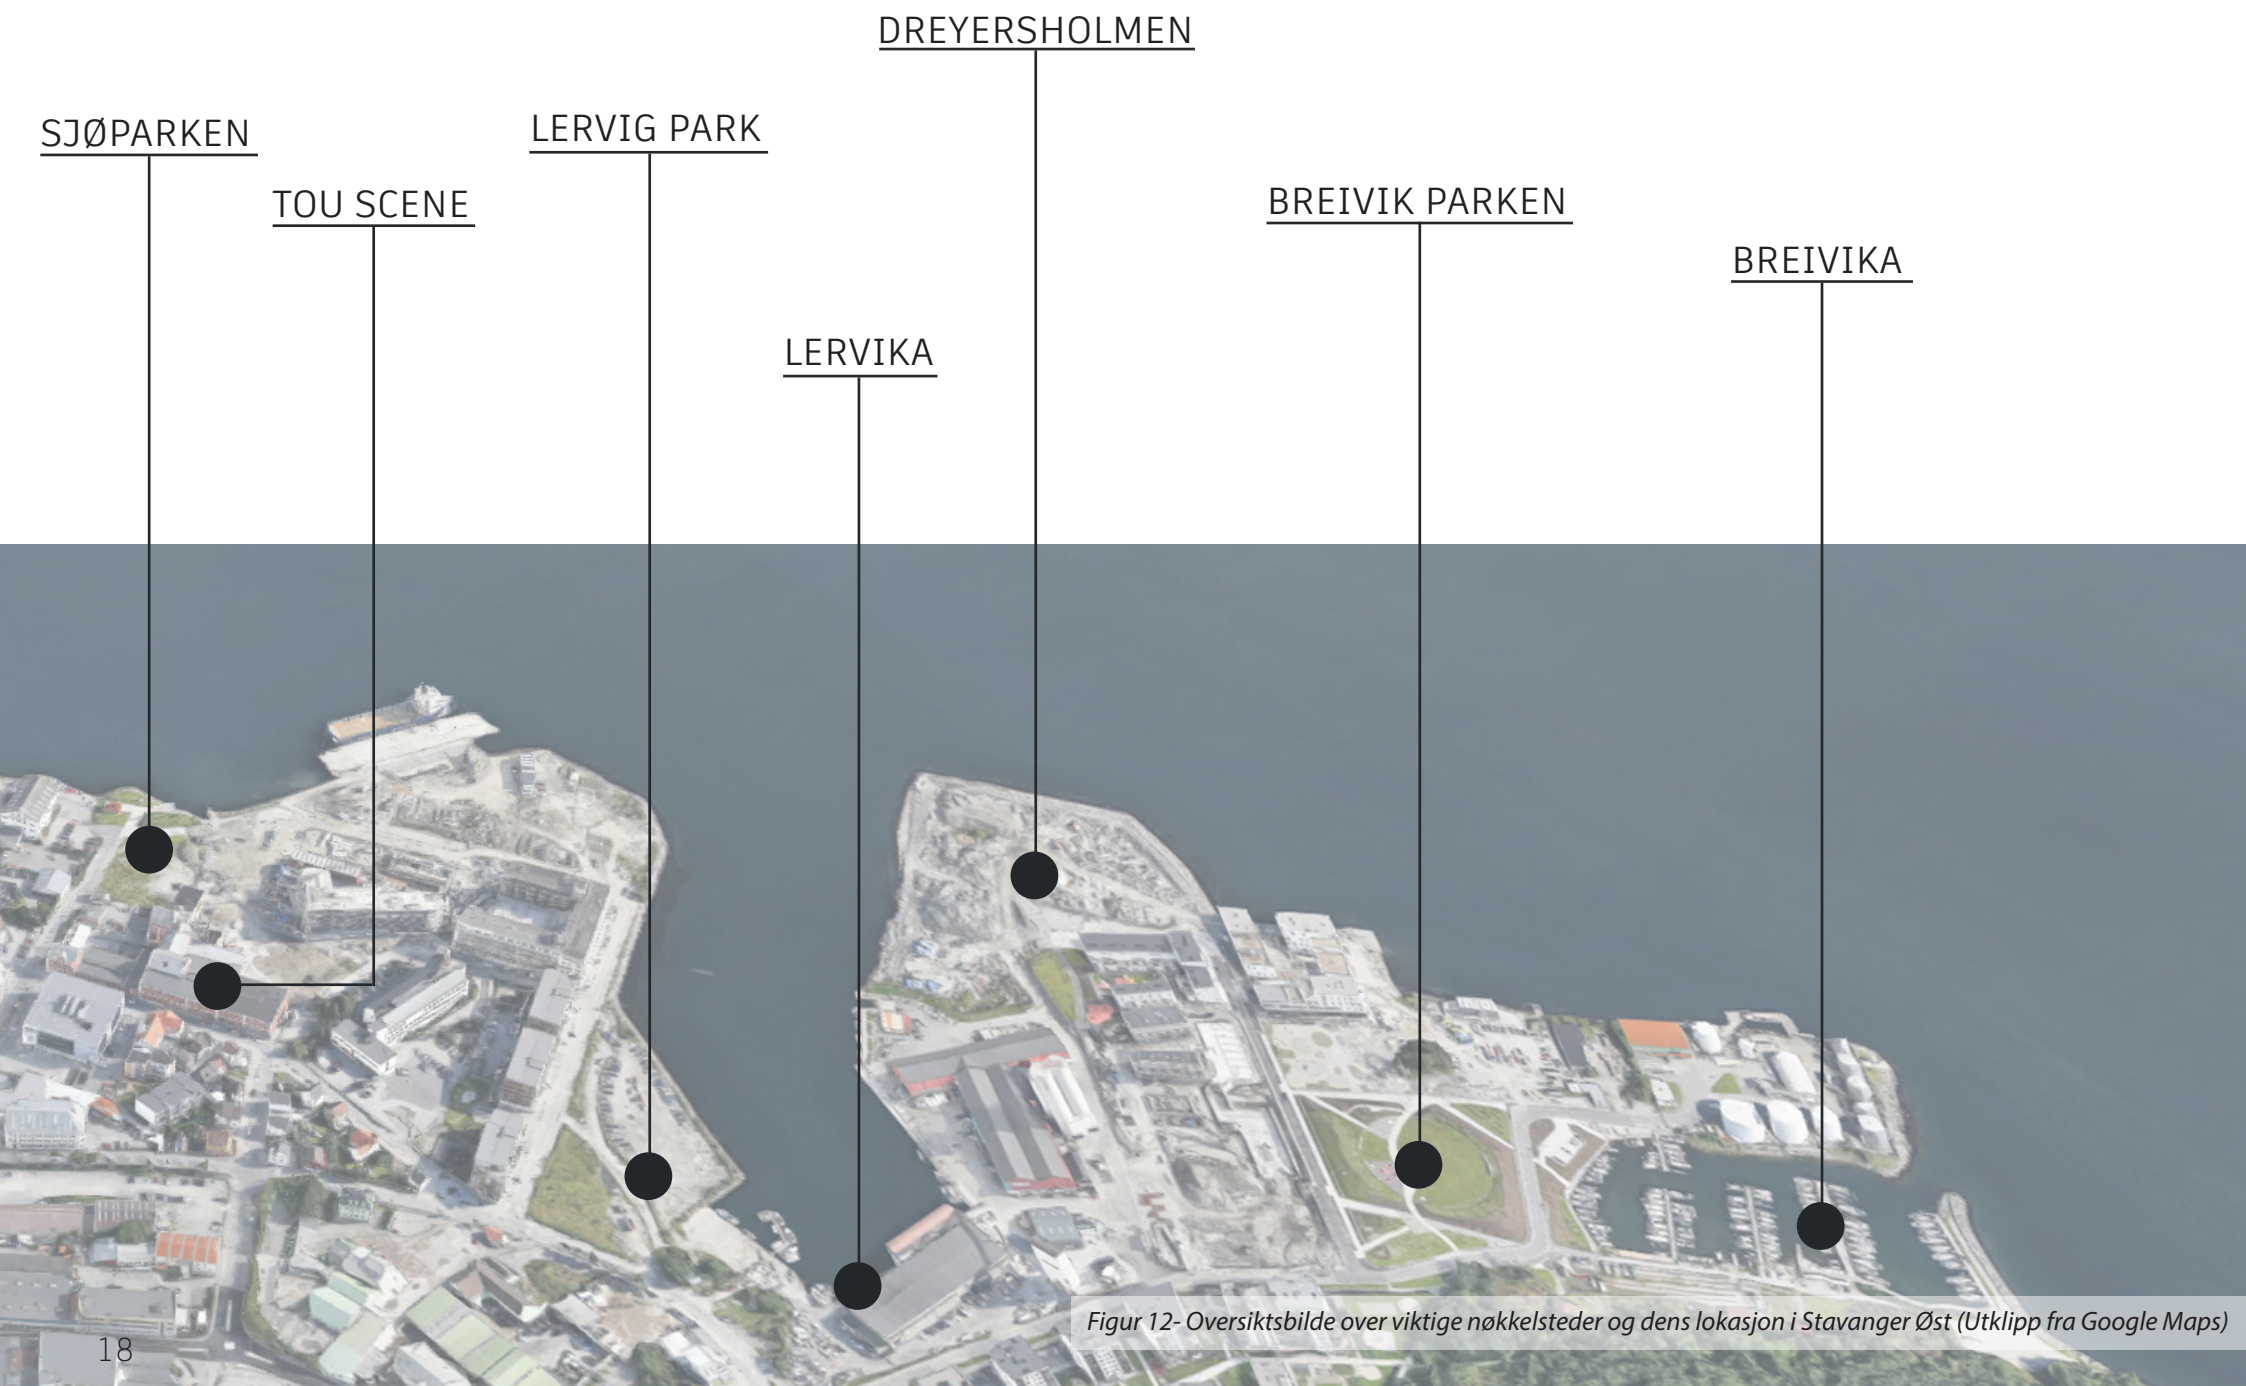 DREYERSHOLMEN
SJØPARKEN
LERVIG PARK
TOU SCENE
BREIVIK PARKEN
BREIVIKA
LERVIKA
Figur 12- Oversiktsbilde over viktige nøkkelsteder og dens lokasjon i Stavanger Øst (Utklipp fra Google Maps)
18